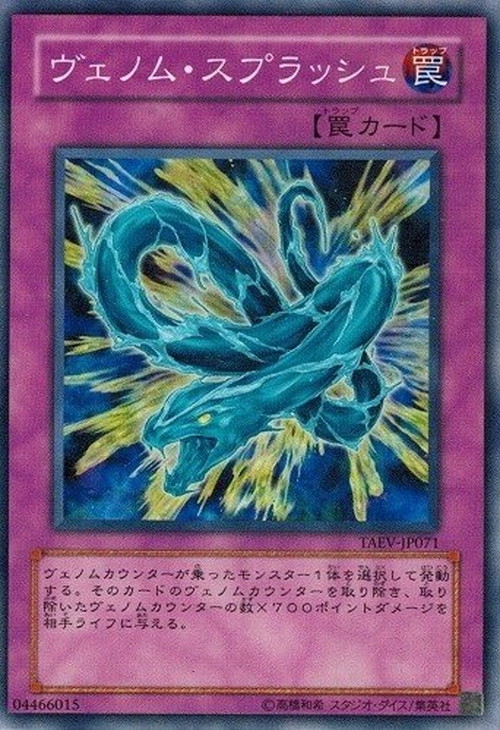 ヴェノム・スプラッシュ
トラップ
罠
トラップ
【罠カード】
TAEV-JP071
ヴェノムカウンターが乗ったモンスター1体を選択して発動
する。そのカードのヴェノムカウンターを取り除き、取り
除いたヴェノムカウンターの数×700ポイントダメージを
相手ライフに与える。
04466015
©高橋和希 スタジオ・ダイス/集英社